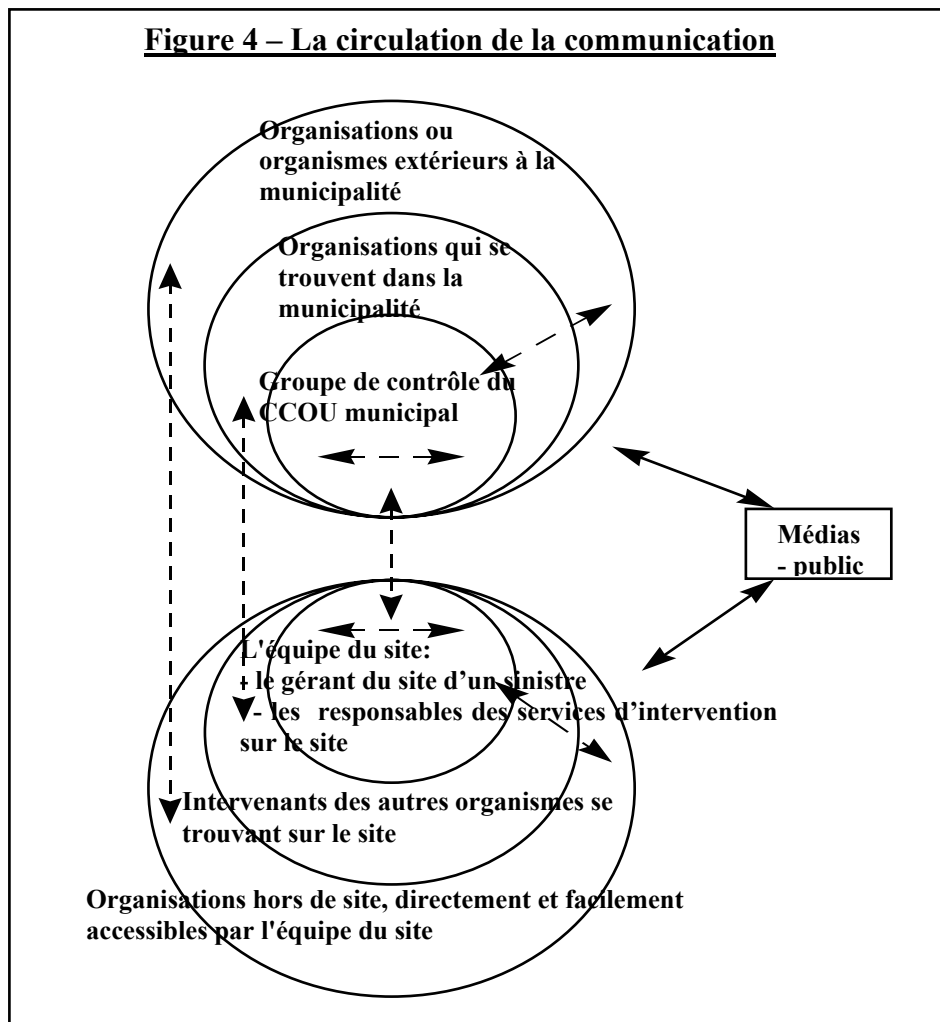 Figure 4 – La circulation de la communication
Organisations ou
organismes extérieurs à la
municipalité
Organisations qui se
trouvent dans la
municipalité
Groupe de contrôle du
CCOU municipal
Médias
- public
L'équipe du site:
- le gérant du site d’un sinistre
- les responsables des services d’intervention
sur le site
Intervenants des autres organismes se
trouvant sur le site
Organisations hors de site, directement et facilement
accessibles par l'équipe du site